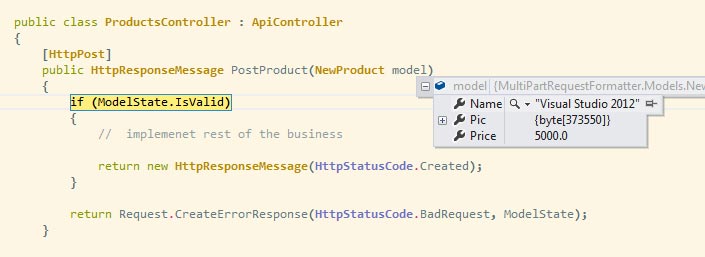 public class ProductsController : ApiController
{
    [HttpPost]
    public HttpResponseMessage PostProduct(NewProduct model)
    {
        if (ModelState.IsValid)
        {
            //  implemenet rest of the business

            return new HttpResponseMessage(HttpStatusCode.Created);
        }

        return Request.CreateErrorResponse(HttpStatusCode.BadRequest, ModelState);
    }
model {MultiPartRequestFormatter.Models.New
Name "Visual Studio 2012"
Pic {byte[373550]}
Price 5000.0